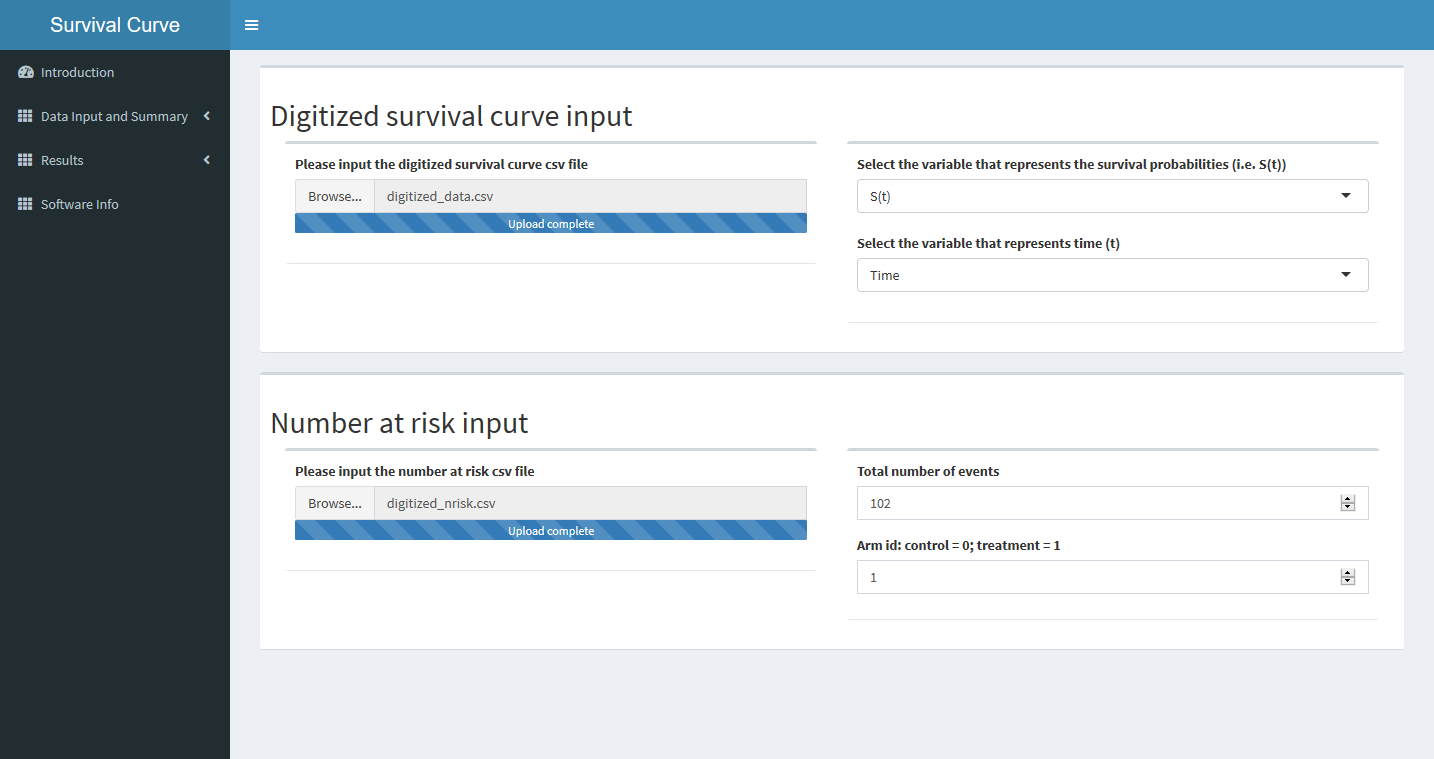 Survival Curve
Introduction
Data Input and Summary
Results
Software Info
Digitized survival curve input
Please input the digitized survival curve csv file
Browse... digitized_data.csv
Upload complete
Select the variable that represents the survival probabilities (i.e. S(t))
S(t)
Select the variable that represents time (t)
Time
Number at risk input
Please input the number at risk csv file
Browse... digitized_nrisk.csv
Upload complete
Total number of events
102
Arm id: control = 0; treatment = 1
1